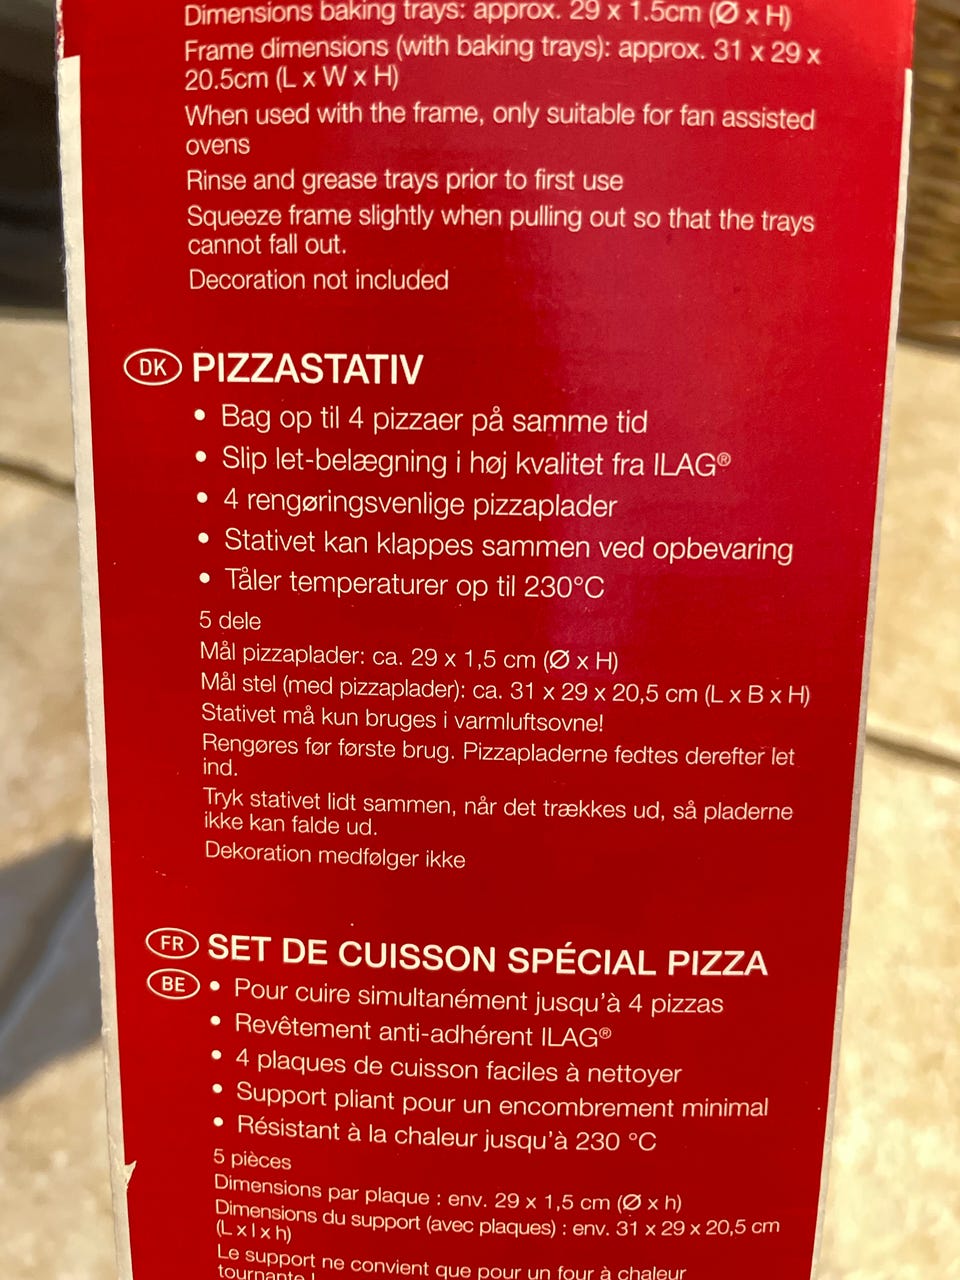 Dimensions baking trays: approx. 29 x 1.5cm (Ø x H)
Frame dimensions (with baking trays): approx. 31 x 29 x
20.5cm (L x W x H)
When used with the frame, only suitable for fan assisted
ovens
Rinse and grease trays prior to first use
Squeeze frame slightly when pulling out so that the trays
cannot fall out.
Decoration not included
DK PIZZASTATIV
• Bag op til 4 pizzaer på samme tid
• Slip let-belægning i høj kvalitet fra ILAG®
• 4 rengøringsvenlige pizzaplader
• Stativet kan klappes sammen ved opbevaring
• Tåler temperaturer op til 230°C
5 dele
Mål pizzaplader: ca. 29 x 1,5 cm (Ø x H)
Mål stel (med pizzaplader): ca. 31 x 29 x 20,5 cm (L x B x H)
Stativet må kun bruges i varmluftsovne!
Rengøres før første brug. Pizzapladerne fedtes derefter let
ind.
Tryk stativet lidt sammen, når det trækkes ud, så pladerne
ikke kan falde ud.
Dekoration medfølger ikke
FR SET DE CUISSON SPÉCIAL PIZZA
BE • Pour cuire simultanément jusqu'à 4 pizzas
• Revêtement anti-adhérent ILAG®
• 4 plaques de cuisson faciles à nettoyer
• Support pliant pour un encombrement minimal
• Résistant à la chaleur jusqu'à 230 °C
5 pièces
Dimensions par plaque : env. 29 x 1,5 cm (Ø x h)
Dimensions du support (avec plaques) : env. 31 x 29 x 20,5 cm
(L x l x h)
Le support ne convient que pour un four à chaleur
tournante !